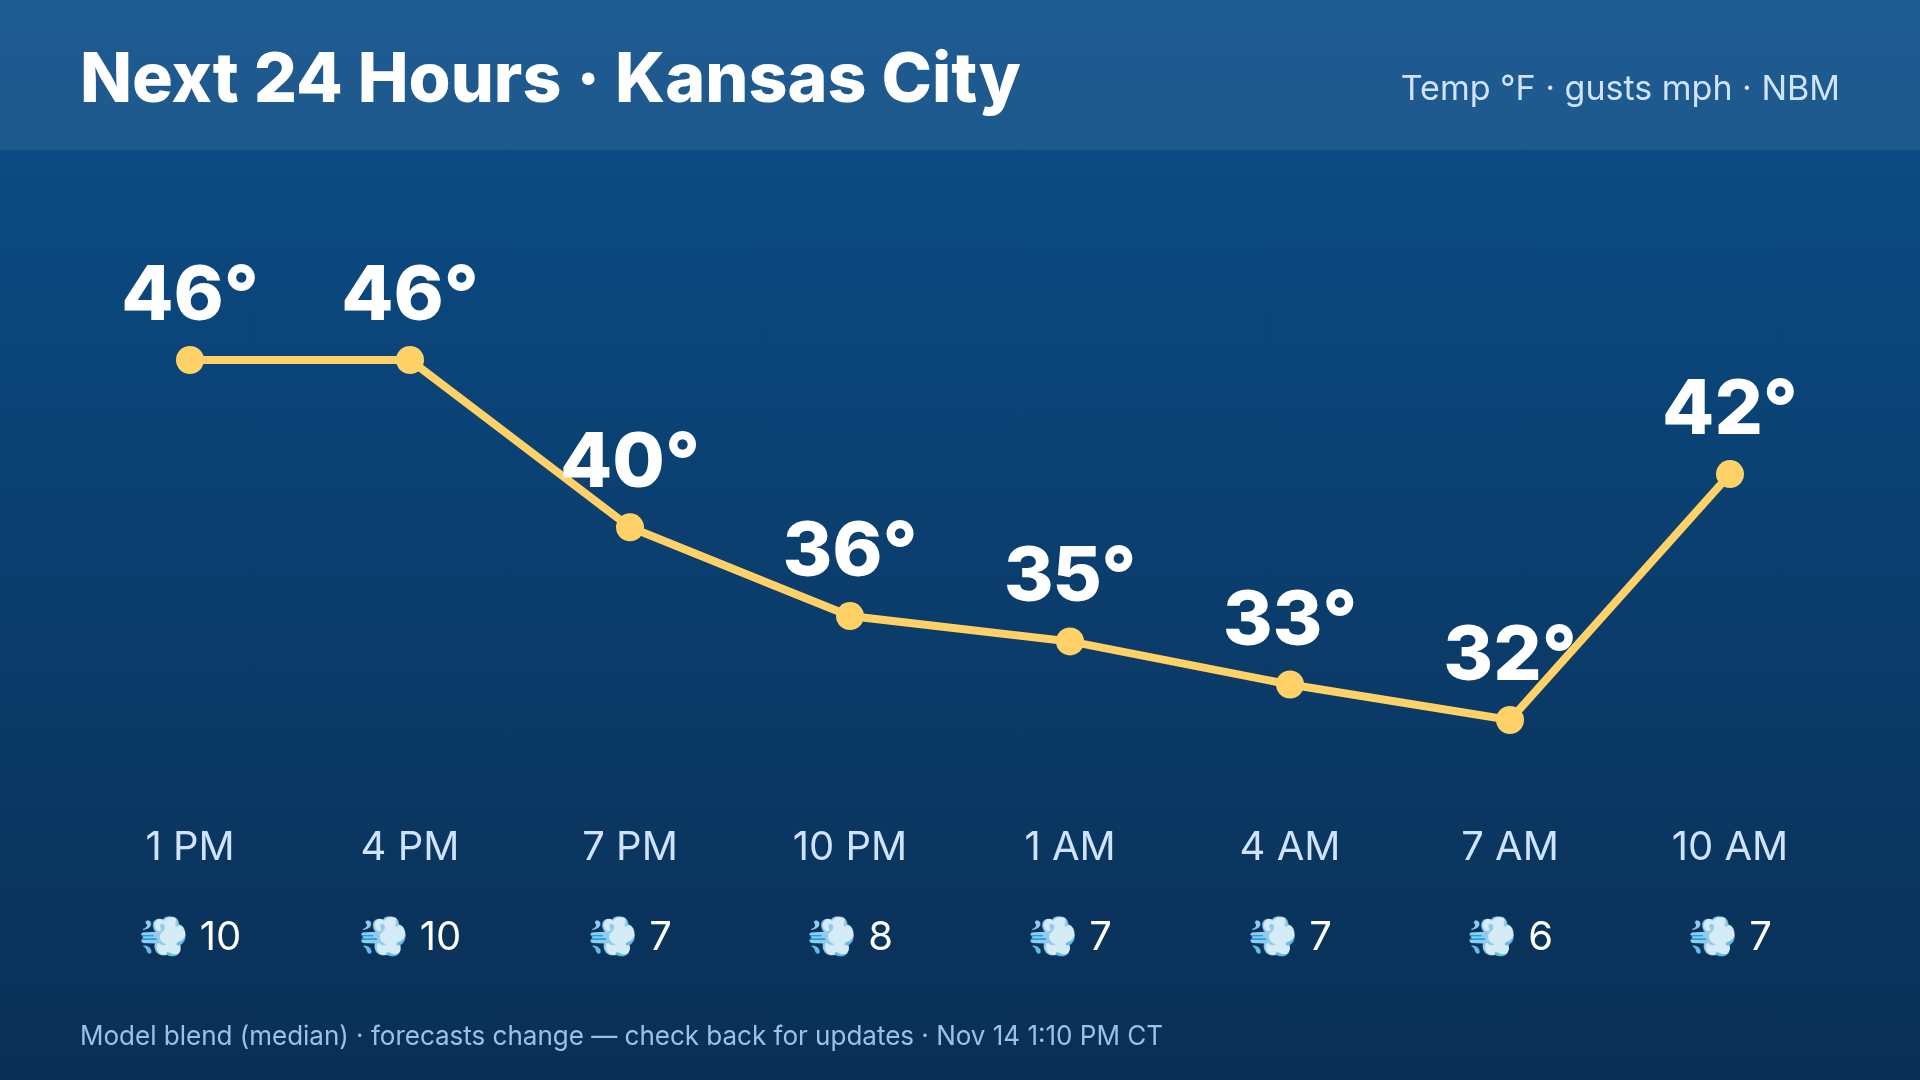 Next 24 Hours · Kansas City
Temp °F · gusts mph · NBM
46° 46° 40° 36° 35° 33° 32° 42°
1 PM 4 PM 7 PM 10 PM 1 AM 4 AM 7 AM 10 AM
💨 10 💨 10 💨 7 💨 8 💨 7 💨 7 💨 6 💨 7
Model blend (median) · forecasts change — check back for updates · Nov 14 1:10 PM CT